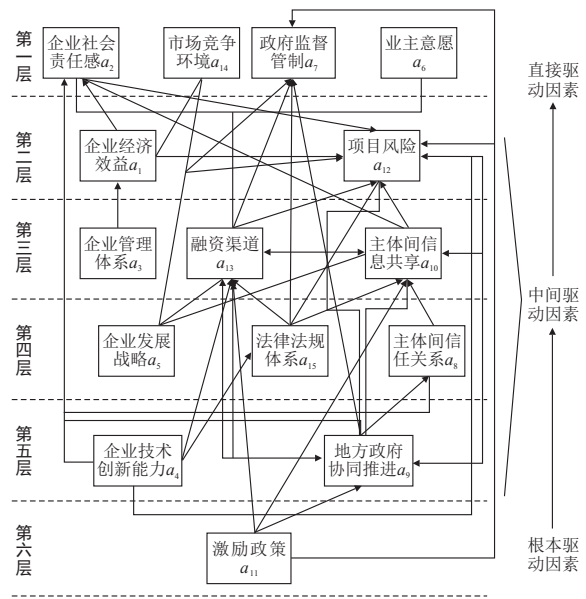 第一层
企业社会
责任感a2
市场竞争
环境a14
政府监督
管制a7
业主意愿
a6
直接驱
动因素
第二层
企业经济
效益a1
项目风险
a12
第三层
企业管理
体系a3
融资渠道
a13
主体间信
息共享a10
中间驱
动因素
第四层
企业发展
战略a5
法律法规
体系a15
主体间信
任关系a8
第五层
企业技术
创新能力a4
地方政府
协同推进a9
第六层
激励政策
a11
根本驱
动因素